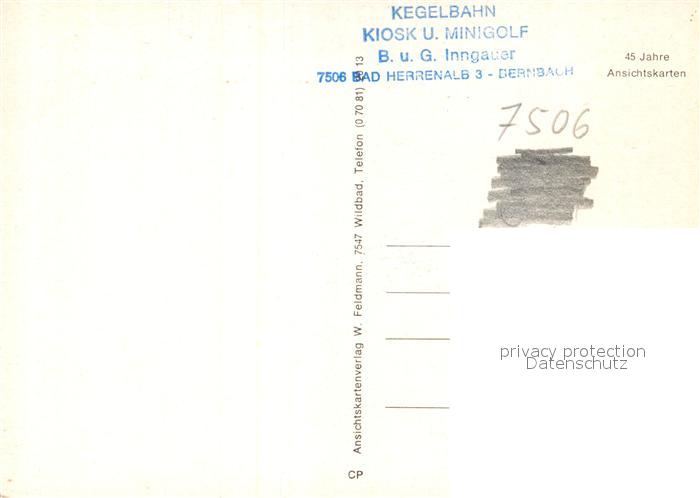 KEGELBAHN
KIOSK U. MINIGOLF
B. u. G. Inngauer
7506 BAD HERRENALB 3 - BERNBACH
45 Jahre
Ansichtskarten
7506
Ansichtskartenverlag W. Feldmann, 7547 Wildbad, Telefon (0 70 81) 13
CP
privacy protection
Datenschutz